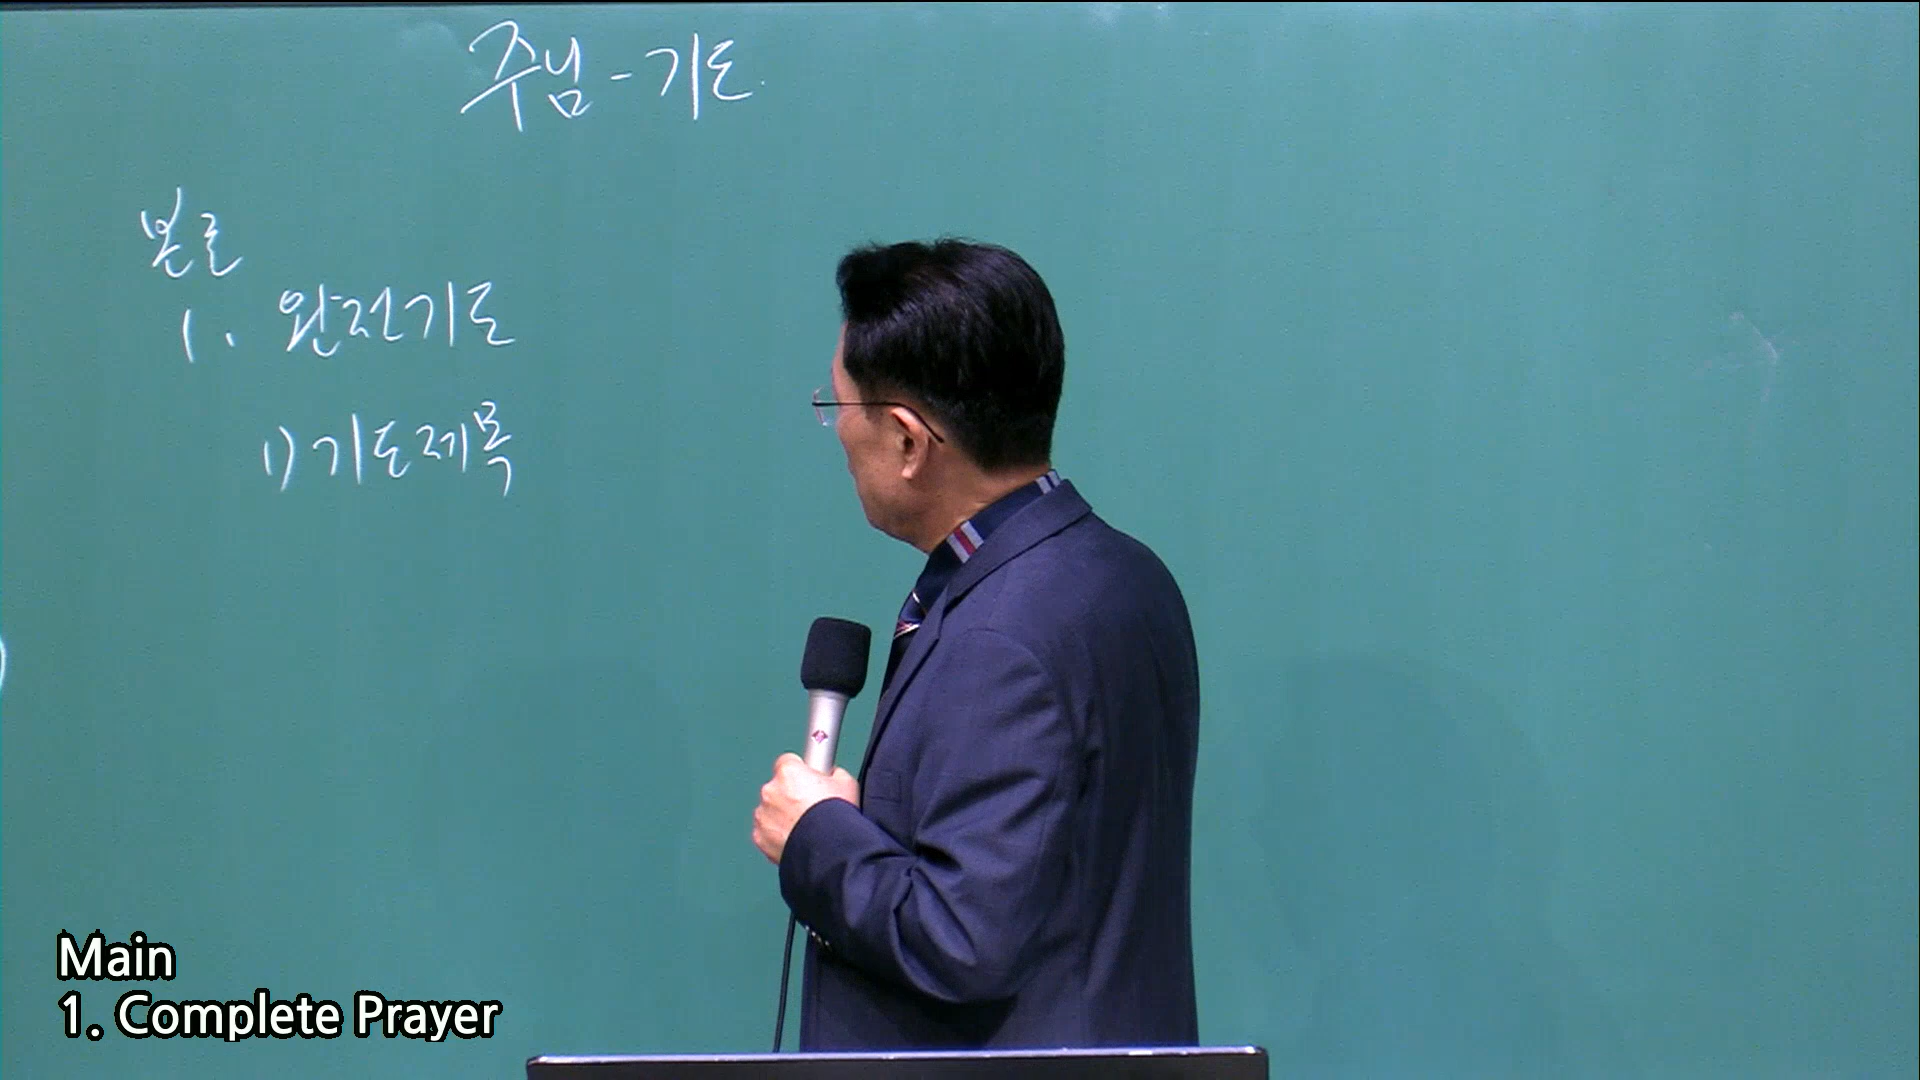 주님 - 기도
본론
1. 완전기도
1) 기도제목
Main
1. Complete Prayer